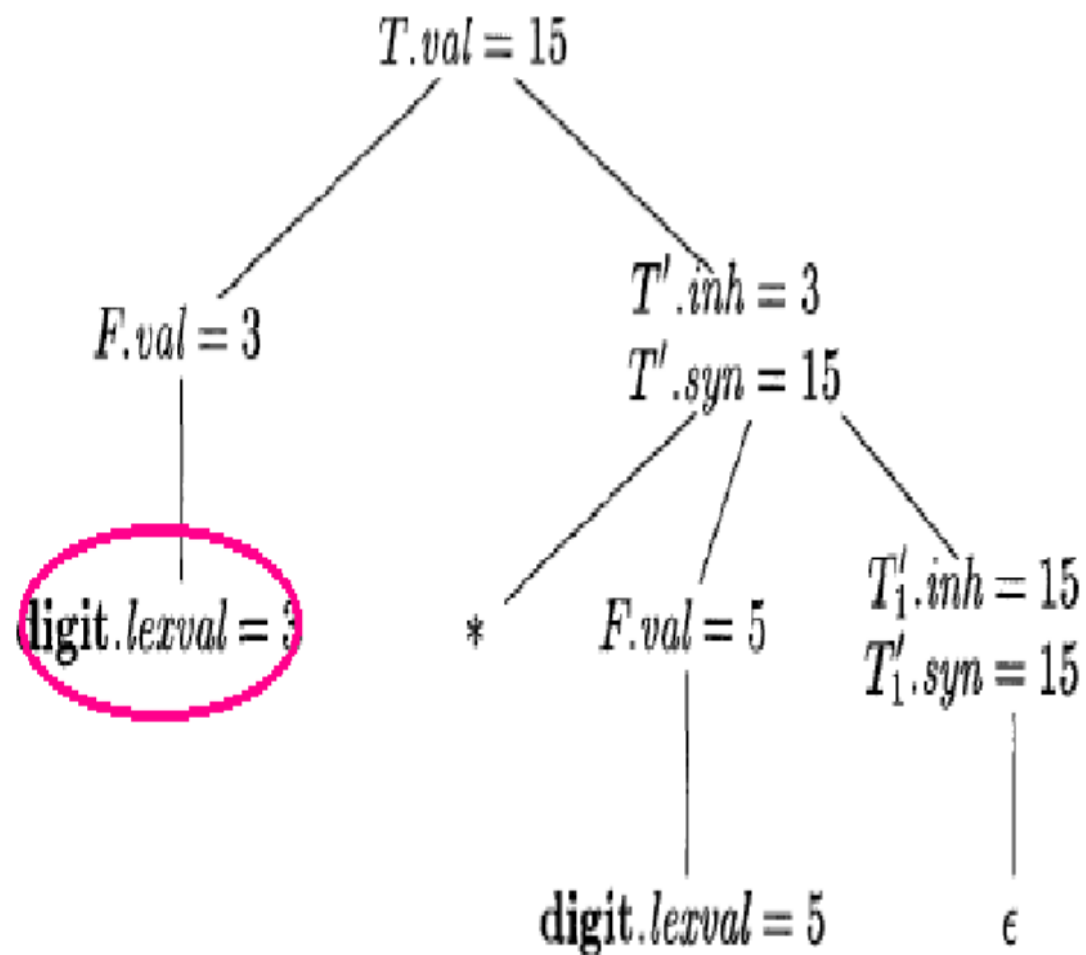 T.val = 15
F.val = 3
T′.inh = 3
T′.syn = 15
digit.lexval = 3
*
F.val = 5
T′₁.inh = 15
T′₁.syn = 15
digit.lexval = 5
ϵ